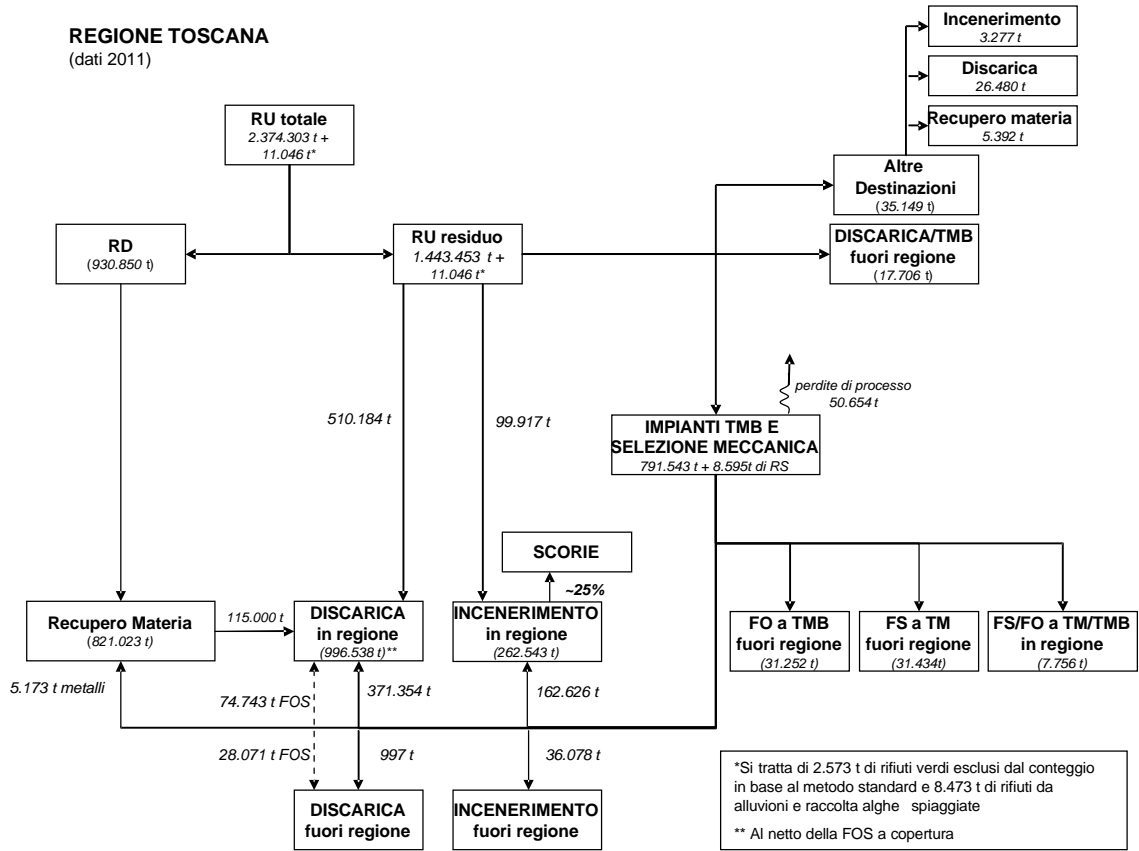 REGIONE TOSCANA
(dati 2011)
Incenerimento
3.277 t
Discarica
26.480 t
Recupero materia
5.392 t
RU totale
2.374.303 t +
11.046 t*
Altre
Destinazioni
(35.149 t)
RD
(930.850 t)
RU residuo
1.443.453 t +
11.046 t*
DISCARICA/TMB
fuori regione
(17.706 t)
perdite di processo
50.654 t
510.184 t
99.917 t
IMPIANTI TMB E
SELEZIONE MECCANICA
791.543 t + 8.595t di RS
SCORIE
~25%
Recupero Materia
(821.023 t)
115.000 t
DISCARICA
in regione
(996.538 t)**
INCENERIMENTO
in regione
(262.543 t)
FO a TMB
fuori regione
(31.252 t)
FS a TM
fuori regione
(31.434t)
FS/FO a TM/TMB
in regione
(7.756 t)
5.173 t metalli
74.743 t FOS
371.354 t
162.626 t
28.071 t FOS
997 t
36.078 t
DISCARICA
fuori regione
INCENERIMENTO
fuori regione
*Si tratta di 2.573 t di rifiuti verdi esclusi dal conteggio
in base al metodo standard e 8.473 t di rifiuti da
alluvioni e raccolta alghe spiaggiate
** Al netto della FOS a copertura